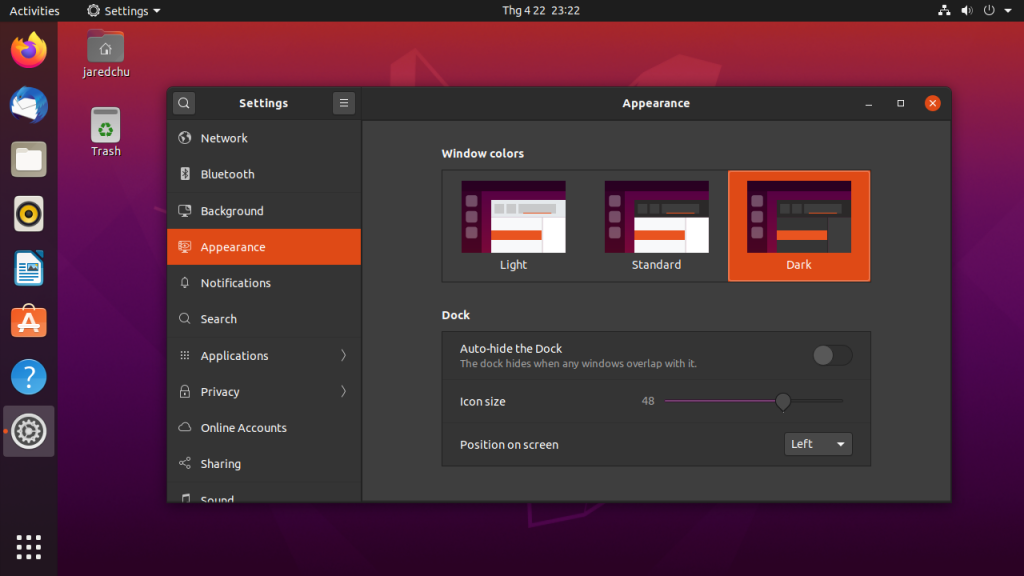 Activities
Settings
Thg 4 22 23:22
jaredchu
Trash
Settings
Appearance
Network
Bluetooth
Background
Appearance
Notifications
Search
Applications
Privacy
Online Accounts
Sharing
Sound
Window colors
Light
Standard
Dark
Dock
Auto-hide the Dock
The dock hides when any windows overlap with it.
Icon size
48
Position on screen
Left